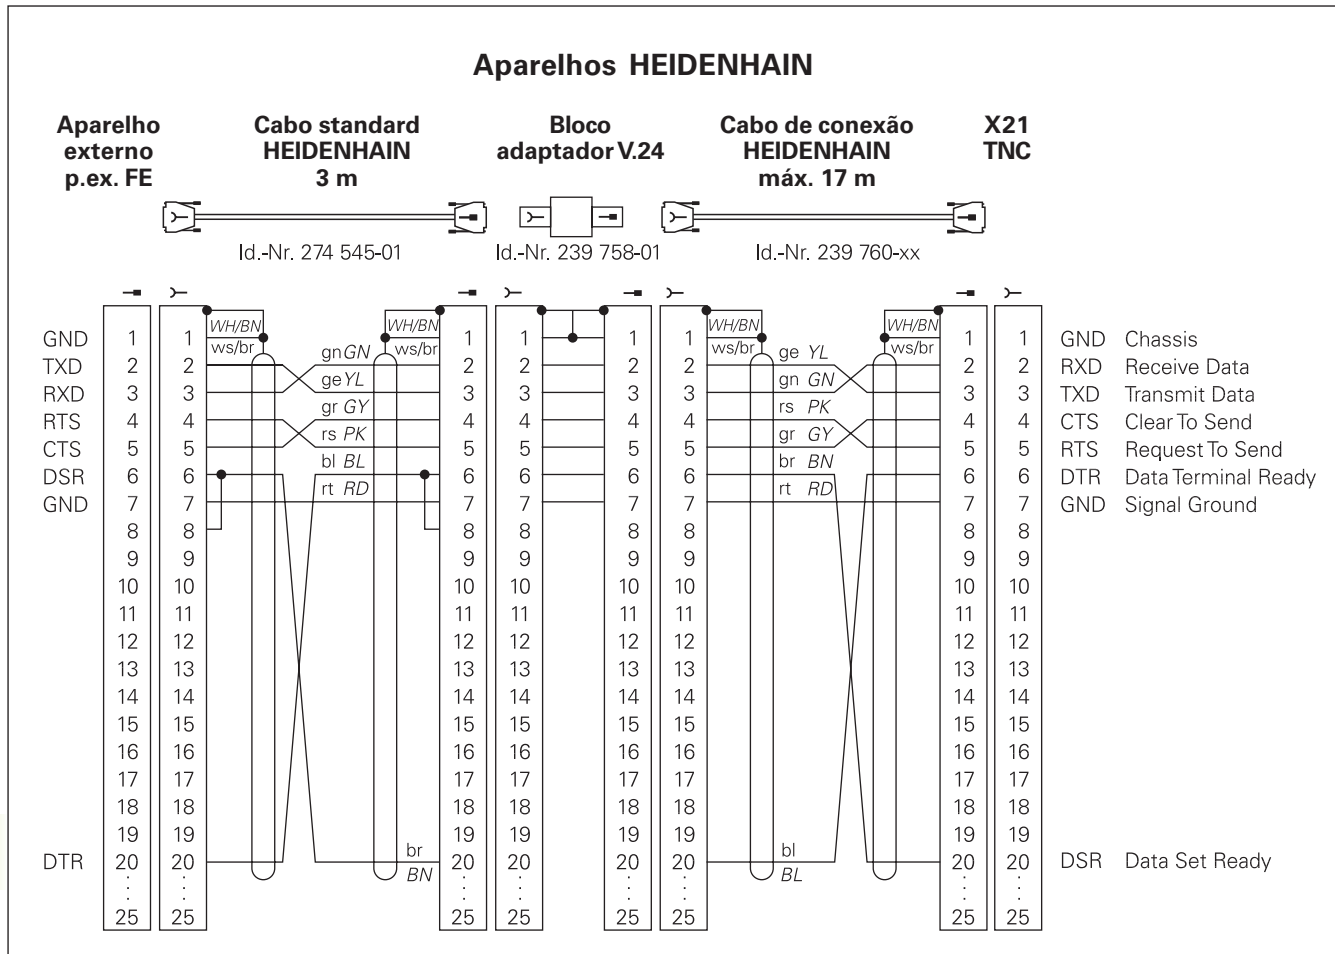 Aparelhos HEIDENHAIN
Aparelho externo p.ex. FE
Cabo standard HEIDENHAIN 3 m
Bloco adaptador V.24
Cabo de conexão HEIDENHAIN máx. 17 m
X21 TNC
Id.-Nr. 274 545-01
Id.-Nr. 239 758-01
Id.-Nr. 239 760-xx
WH/BN WH/BN WH/BN WH/BN
GND 1 1 ws/br ws/br 1 1 1 1 ws/br ws/br 1 1 GND Chassis
gn GN ge YL
TXD 2 2 2 2 2 2 2 2 RXD Receive Data
ge YL gn GN
RXD 3 3 3 3 3 3 3 3 TXD Transmit Data
gr GY rs PK
RTS 4 4 4 4 4 4 4 4 CTS Clear To Send
rs PK gr GY
CTS 5 5 5 5 5 5 5 5 RTS Request To Send
bl BL br BN
DSR 6 6 6 6 6 6 6 6 DTR Data Terminal Ready
rt RD rt RD
GND 7 7 7 7 7 7 7 7 GND Signal Ground
8 8 8 8 8 8 8 8
9 9 9 9 9 9 9 9
10 10 10 10 10 10 10 10
11 11 11 11 11 11 11 11
12 12 12 12 12 12 12 12
13 13 13 13 13 13 13 13
14 14 14 14 14 14 14 14
15 15 15 15 15 15 15 15
16 16 16 16 16 16 16 16
17 17 17 17 17 17 17 17
18 18 18 18 18 18 18 18
19 19 19 19 19 19 19 19
br bl
DTR 20 20 20 20 20 20 20 20 DSR Data Set Ready
BN BL
25 25 25 25 25 25 25 25